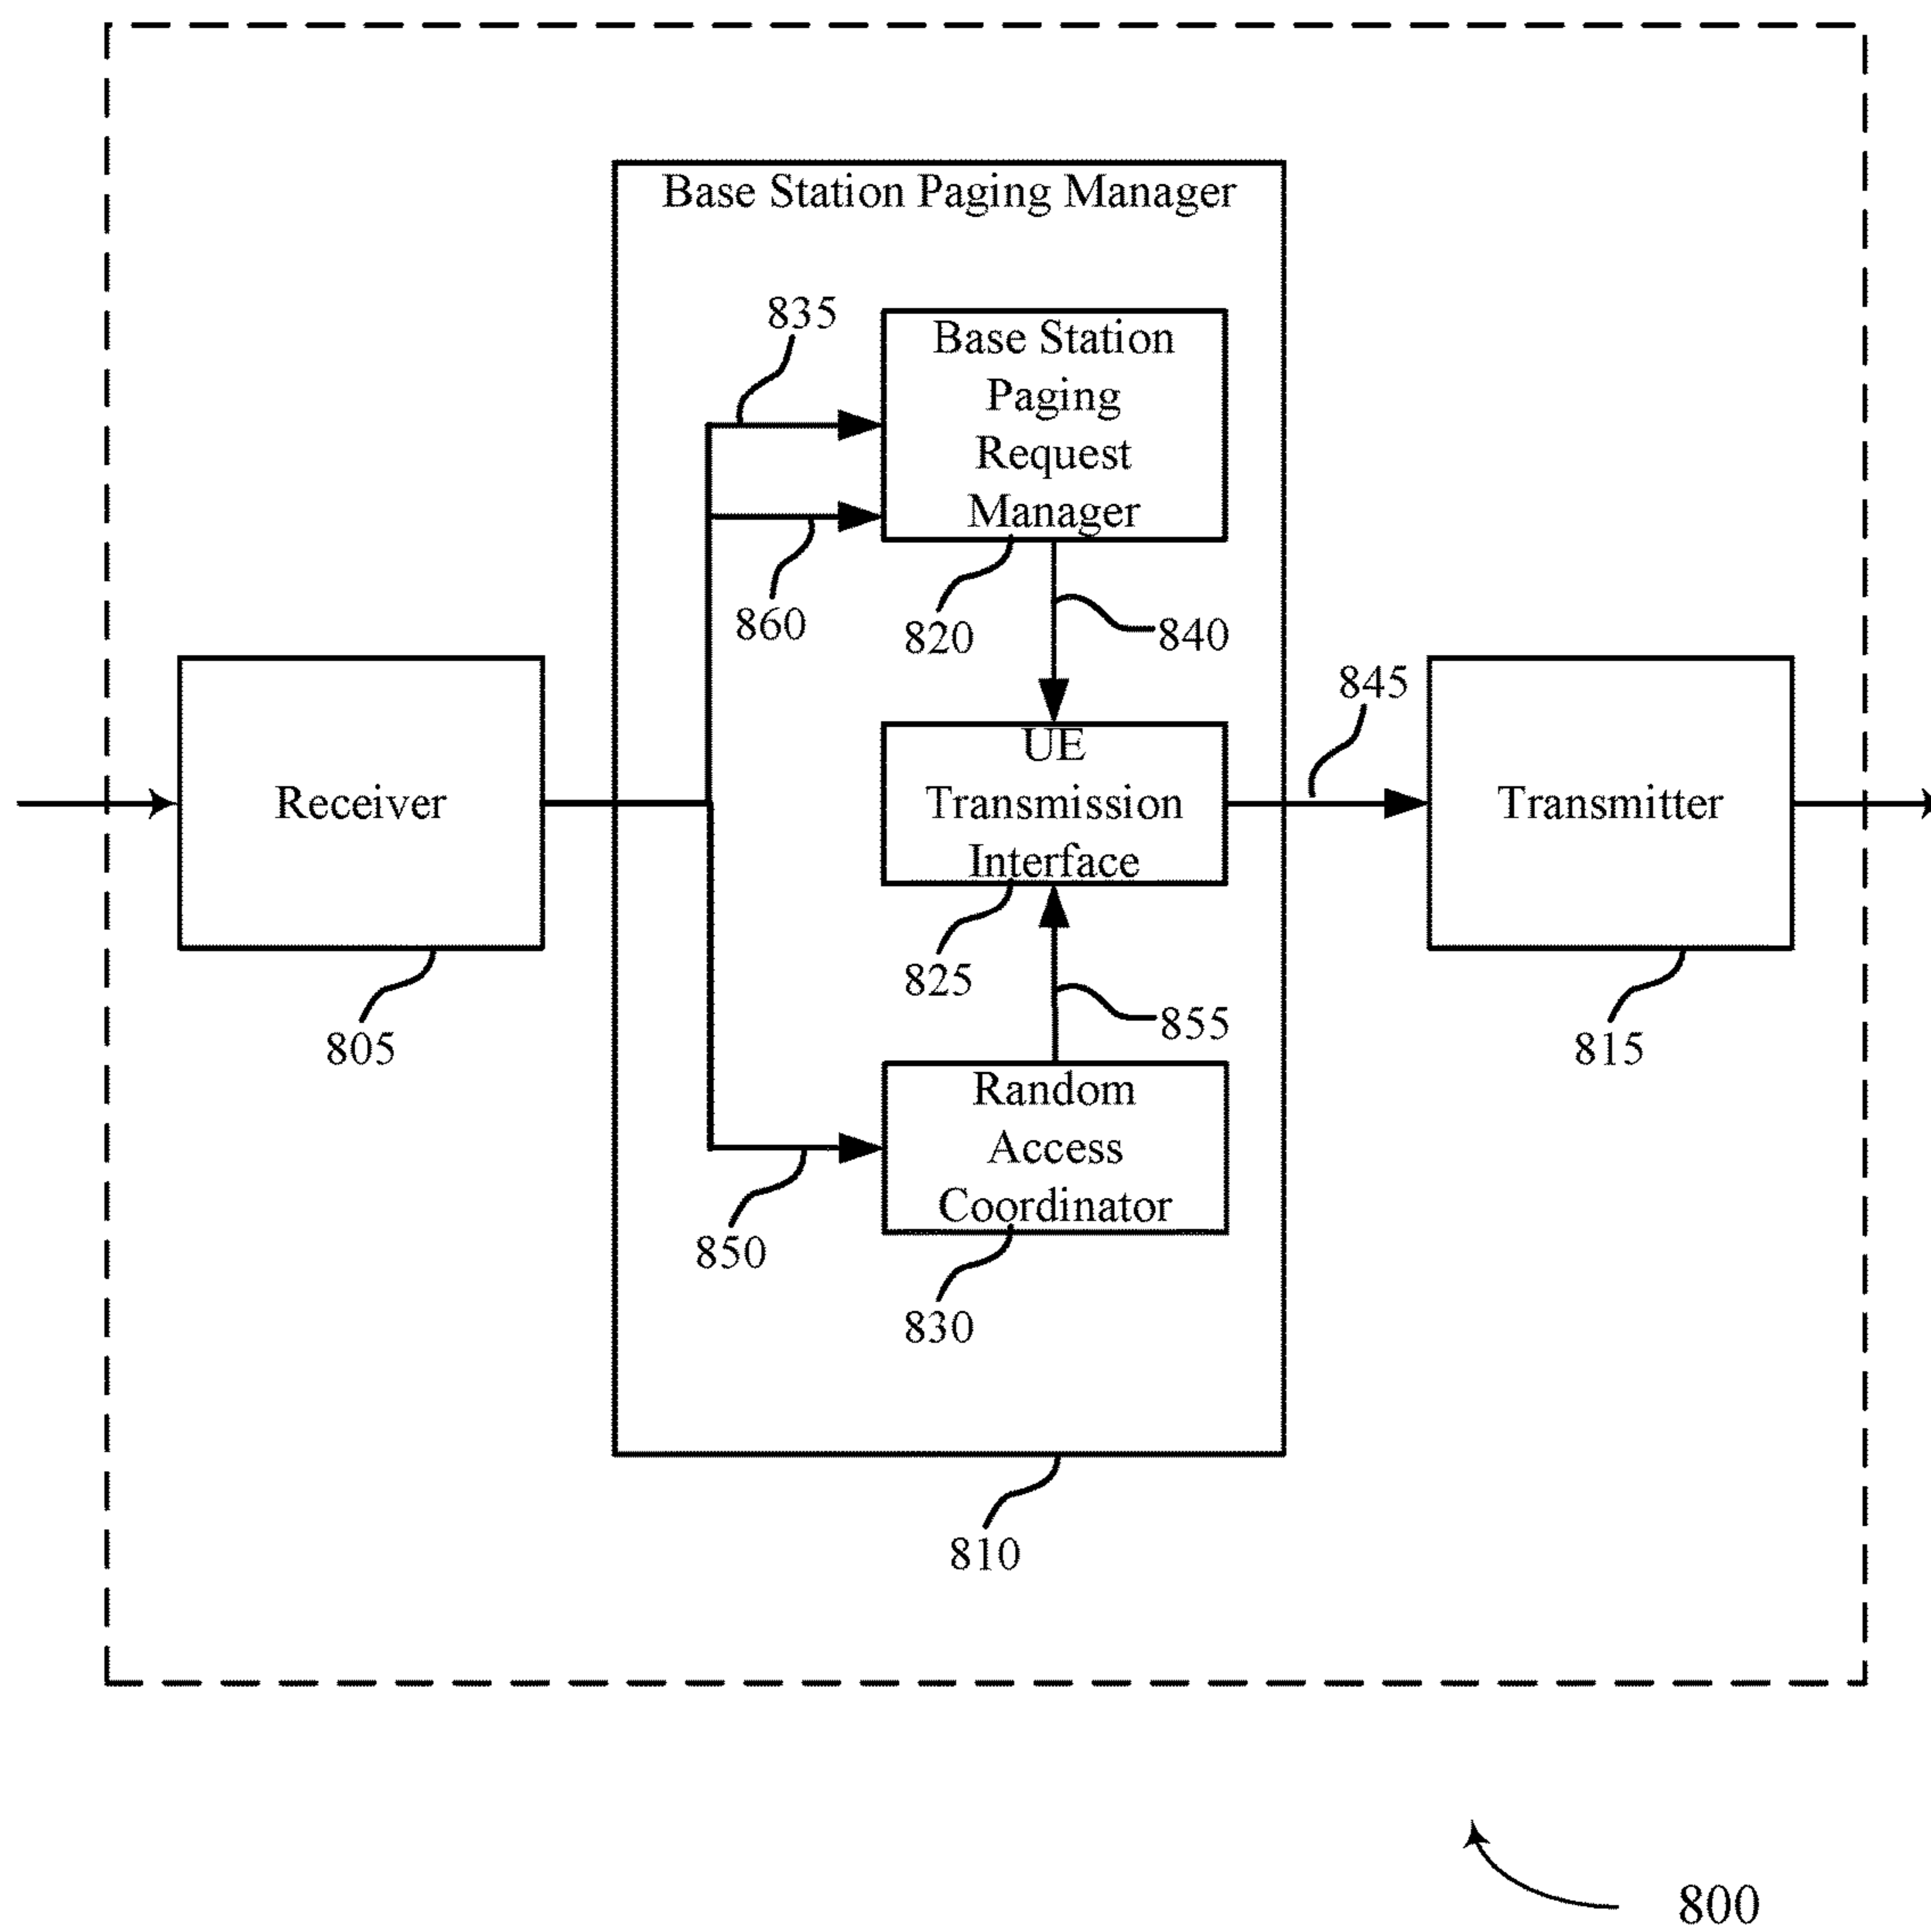 Base Station Paging Manager
835
Base Station
Paging
Request
Manager
860
820
840
845
Receiver
UE
Transmission
Interface
Transmitter
805
825
855
815
Random
Access
Coordinator
850
830
810
800